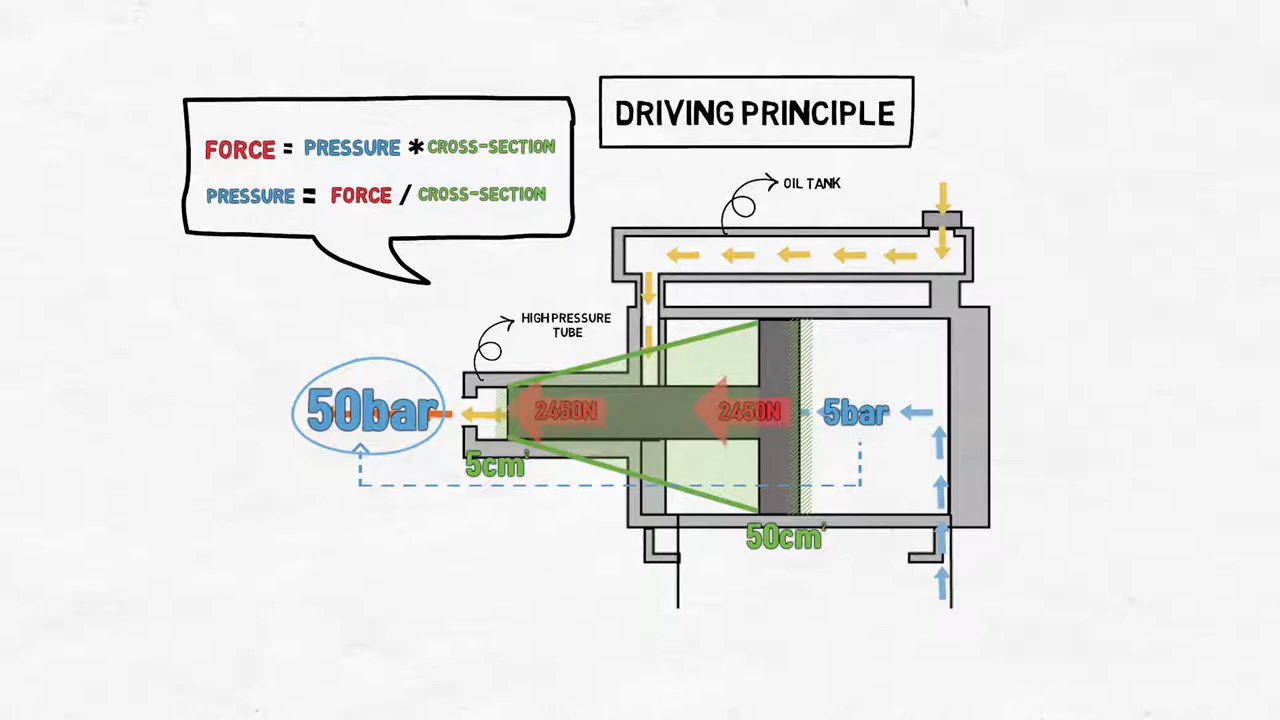 DRIVING PRINCIPLE
FORCE = PRESSURE * CROSS-SECTION
PRESSURE = FORCE / CROSS-SECTION
OIL TANK
HIGH PRESSURE
TUBE
50bar
2450N
2450N
5bar
5cm²
50cm²